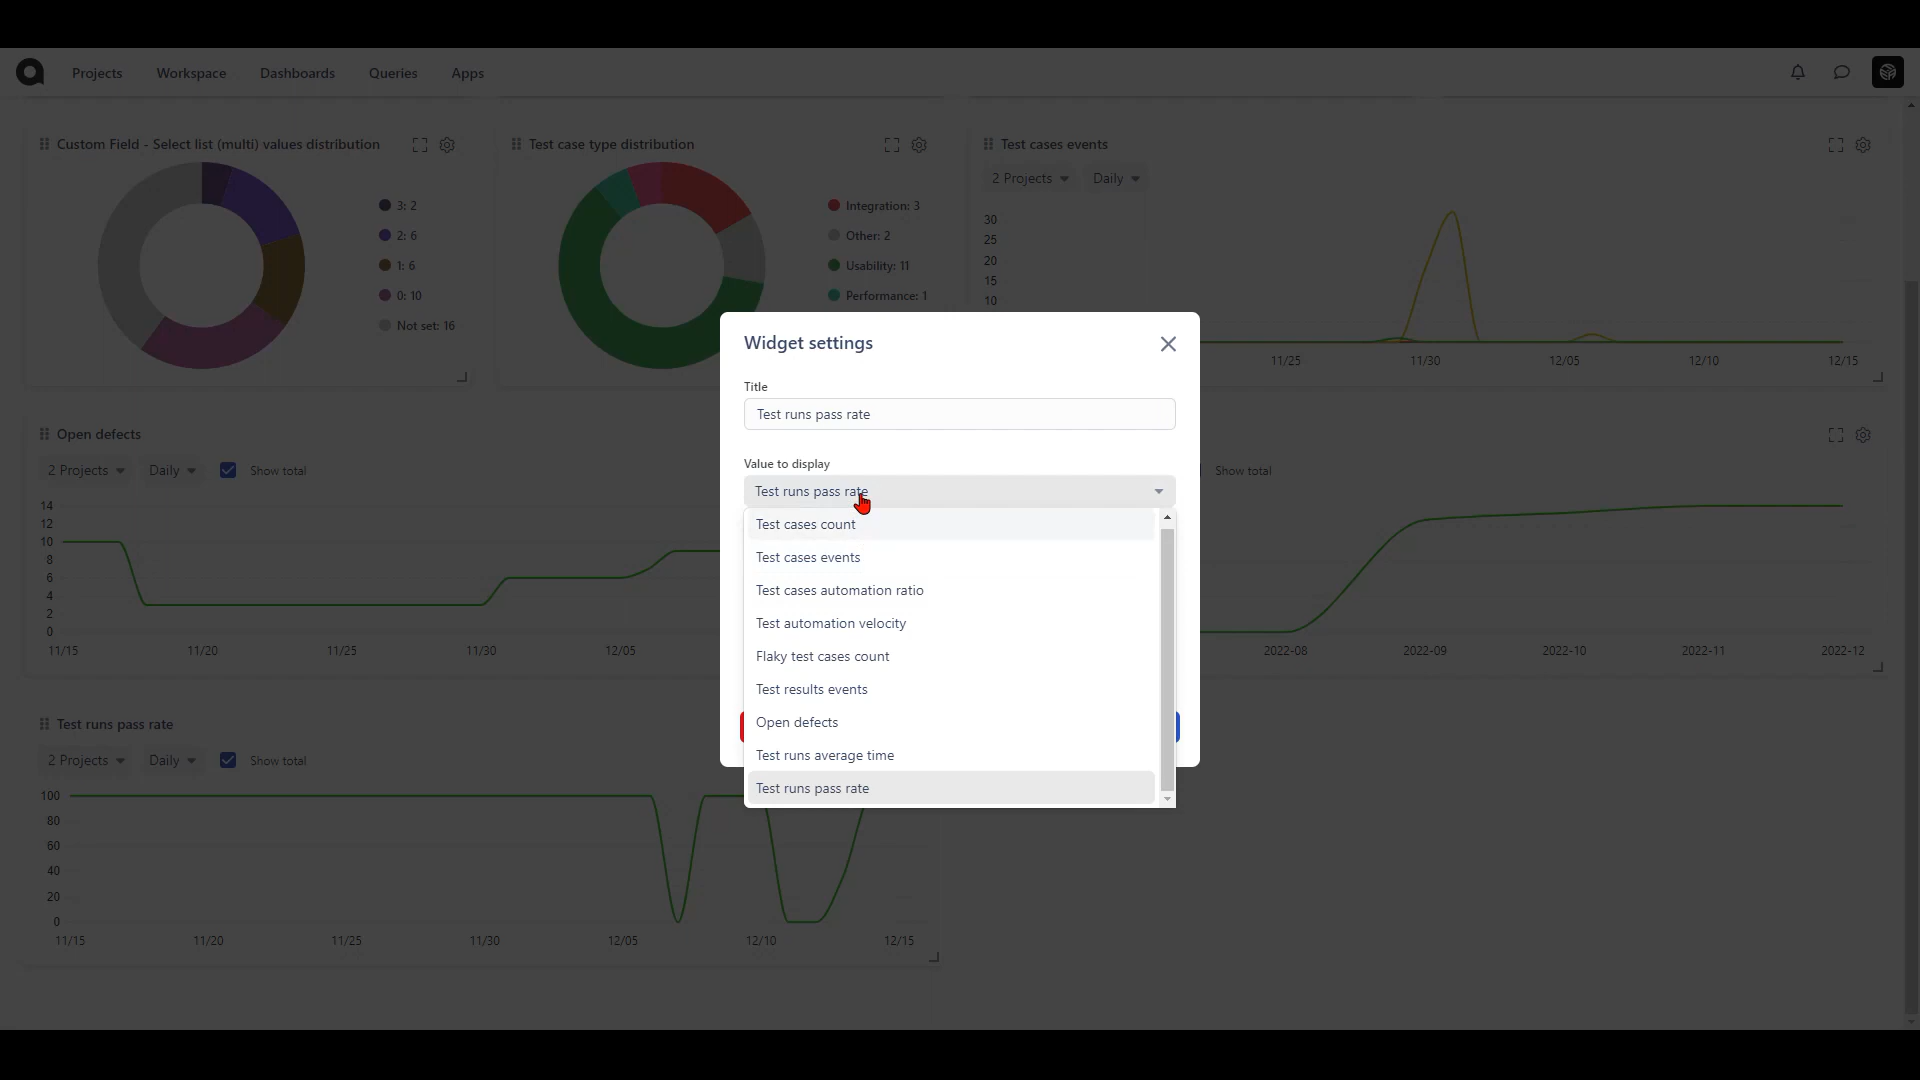 Projects Workspace Dashboards Queries Apps
Custom Field - Select list (multi) values distribution
3: 2
2: 6
1: 6
0: 10
Not set: 16
Test case type distribution
Integration: 3
Other: 2
Usability: 11
Performance: 1
Test cases events
2 Projects Daily
30
25
20
15
10
11/25 11/30 12/05 12/10 12/15
Widget settings
Title
Test runs pass rate
Value to display
Test runs pass rate
Test cases count
Test cases events
Test cases automation ratio
Test automation velocity
Flaky test cases count
Test results events
Open defects
Test runs average time
Test runs pass rate
Open defects
2 Projects Daily Show total
14
12
10
8
6
4
2
0
11/15 11/20 11/25 11/30 12/05
Show total
2022-08 2022-09 2022-10 2022-11 2022-12
Test runs pass rate
2 Projects Daily Show total
100
80
60
40
20
0
11/15 11/20 11/25 11/30 12/05 12/10 12/15